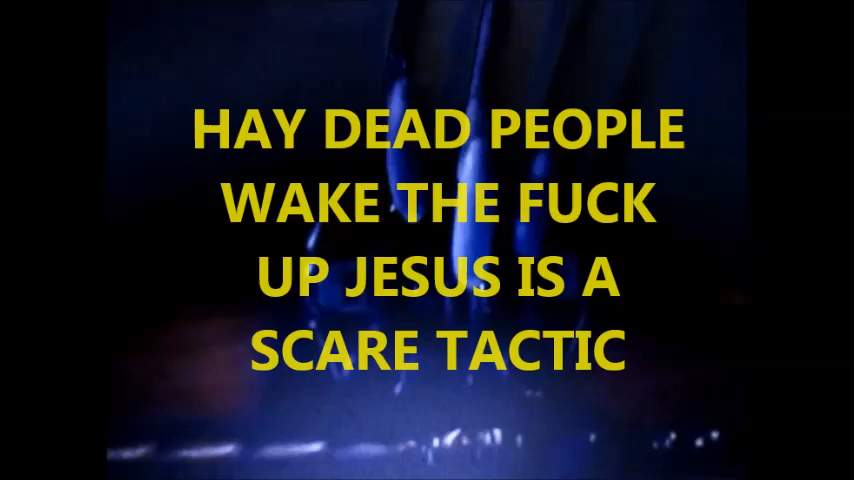 HAY DEAD PEOPLE
WAKE THE FUCK
UP JESUS IS A
SCARE TACTIC